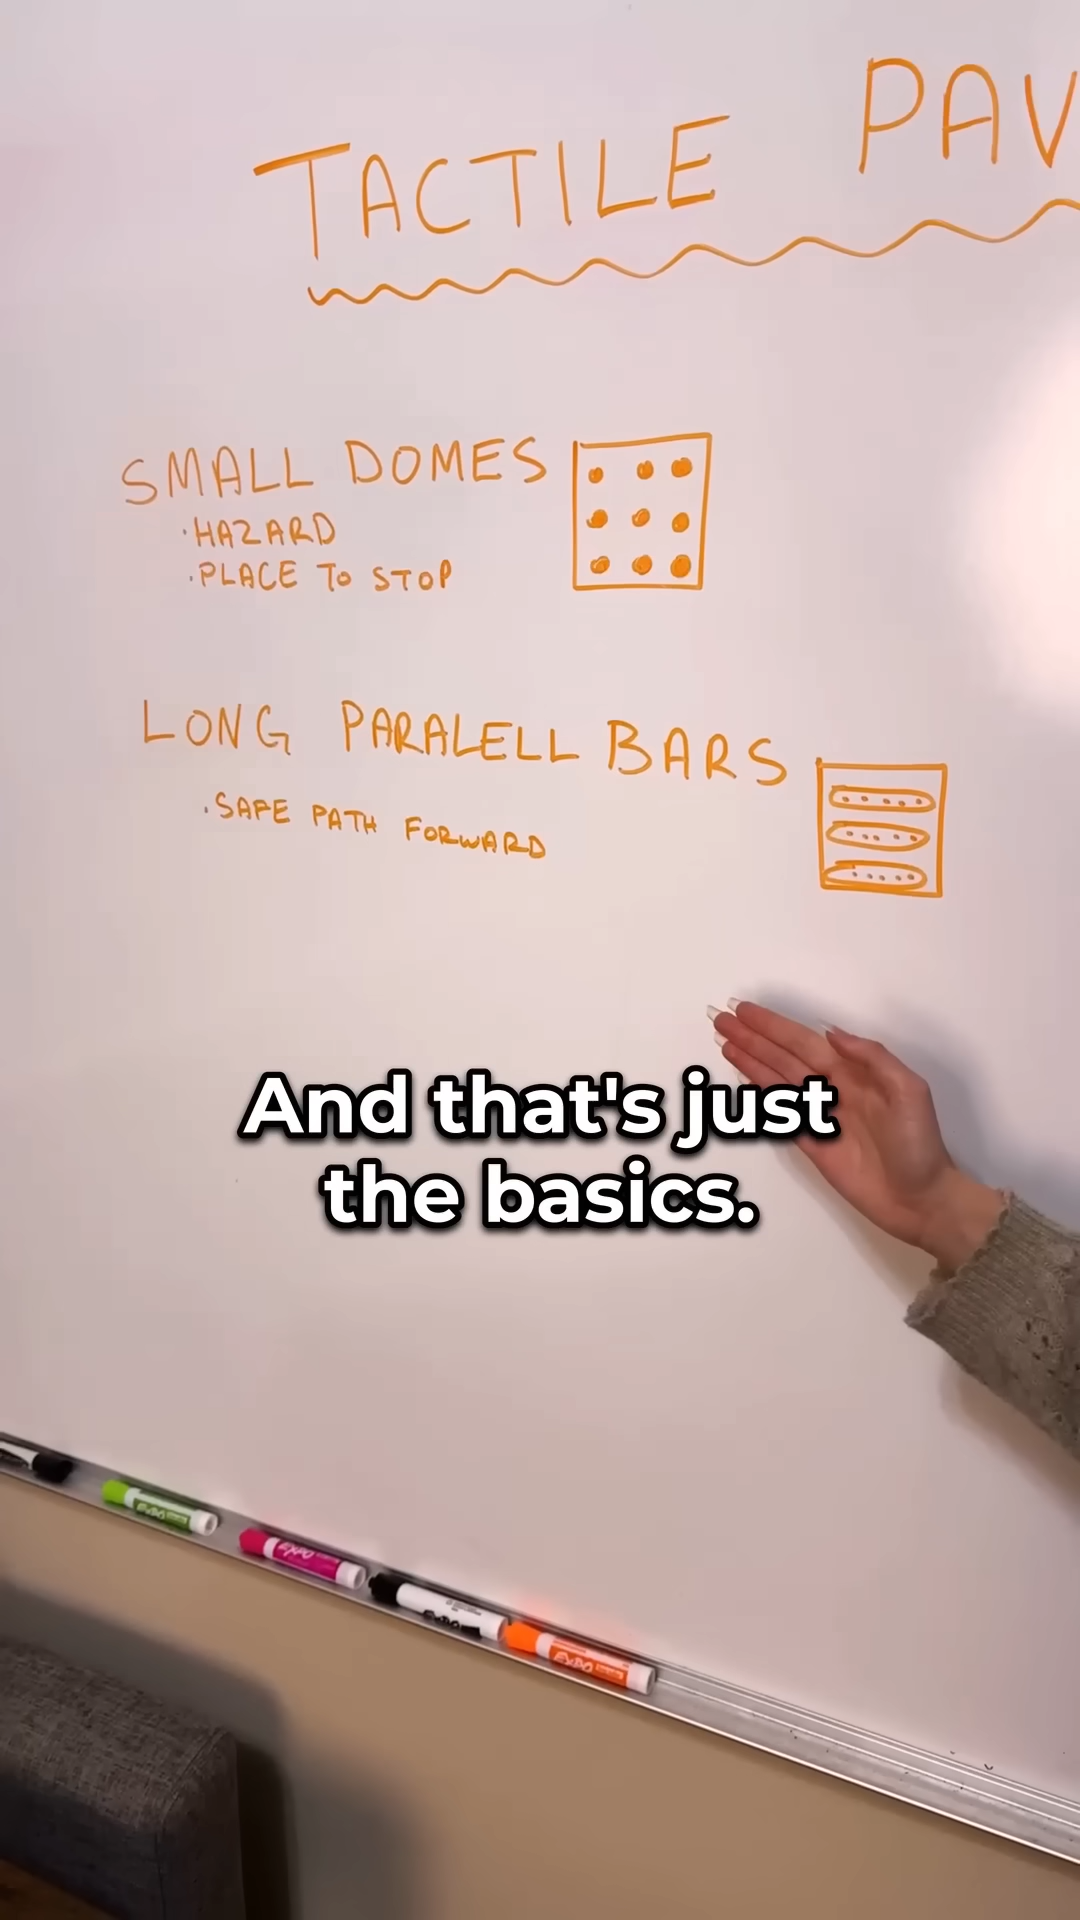 TACTILE PAV
SMALL DOMES
·HAZARD
·PLACE TO STOP
LONG PARALELL BARS
·SAFE PATH FORWARD
And that's just
the basics.
EXPO
EXPO
EXPO
EXPO